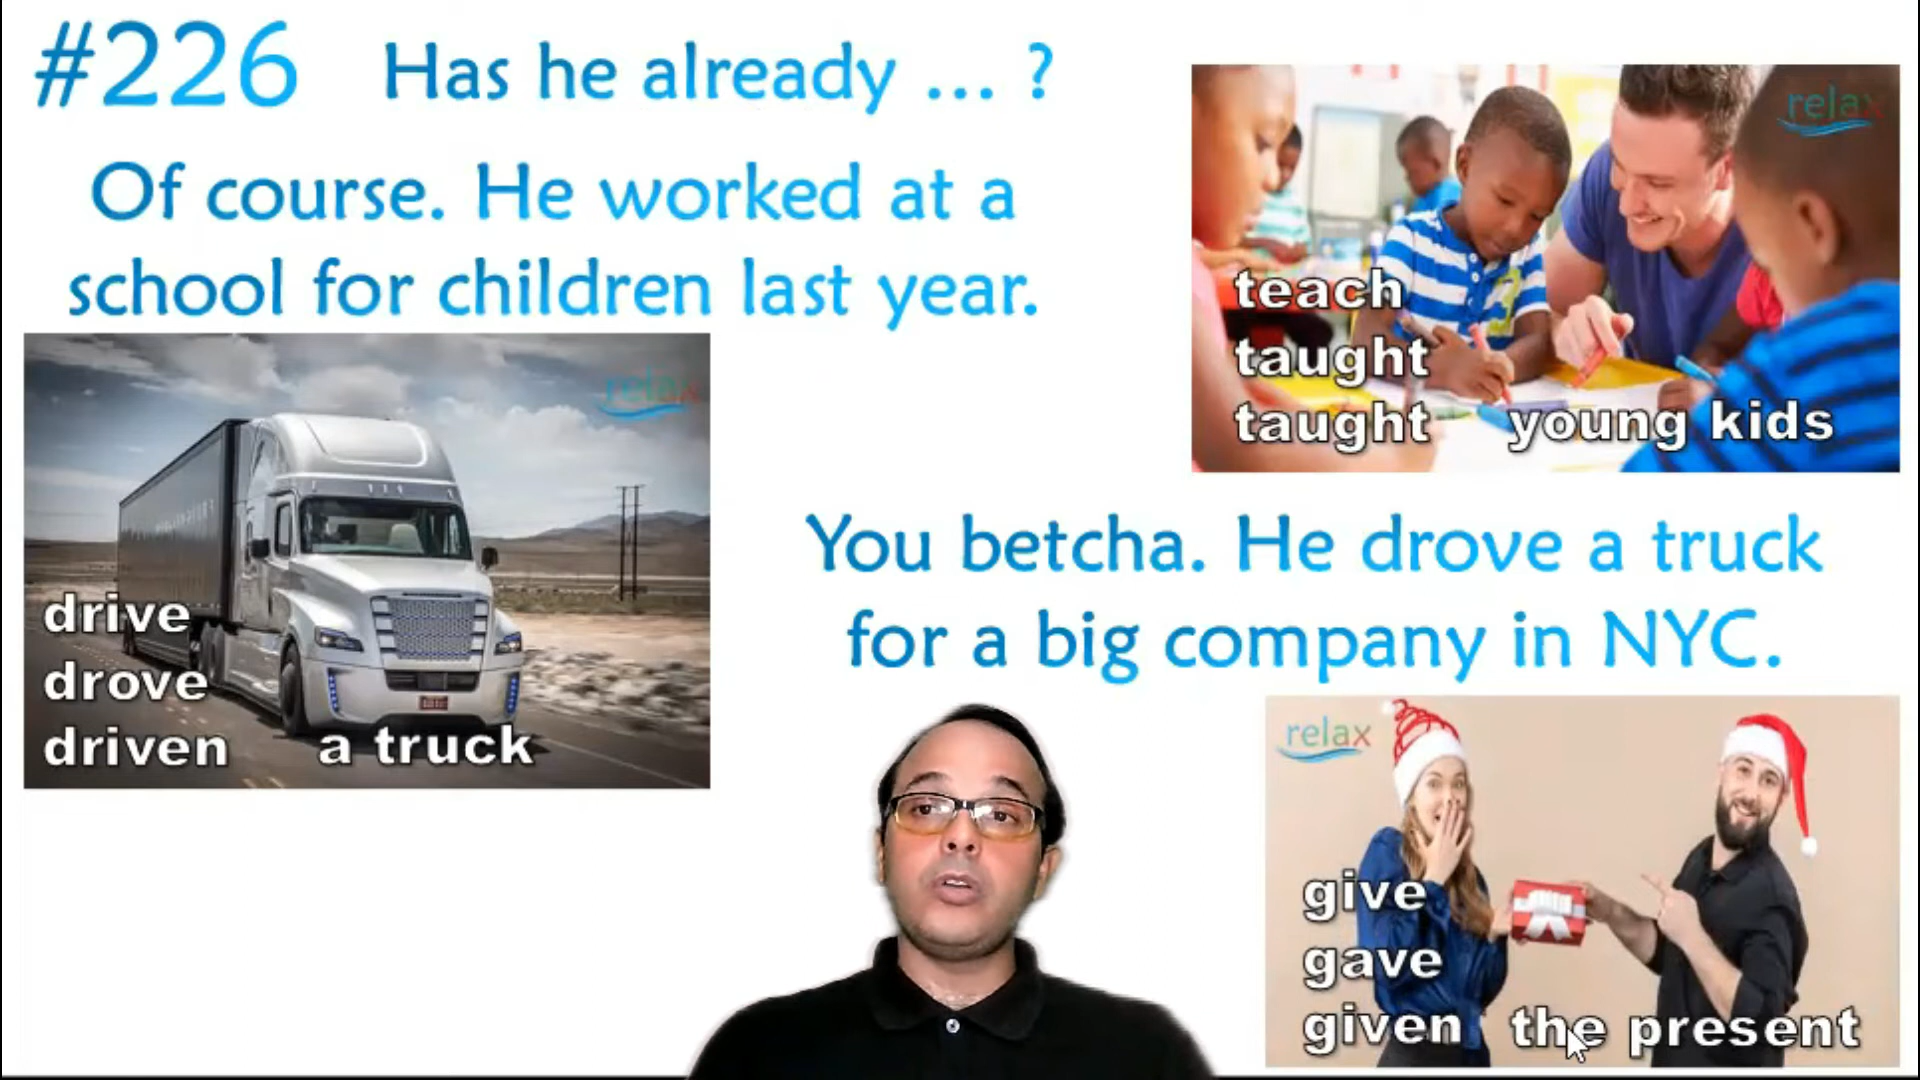 #226 Has he already ... ?
Of course. He worked at a
school for children last year.
relax
teach
taught
taught young kids
relax
drive
drove
driven a truck
You betcha. He drove a truck
for a big company in NYC.
relax
give
gave
given the present